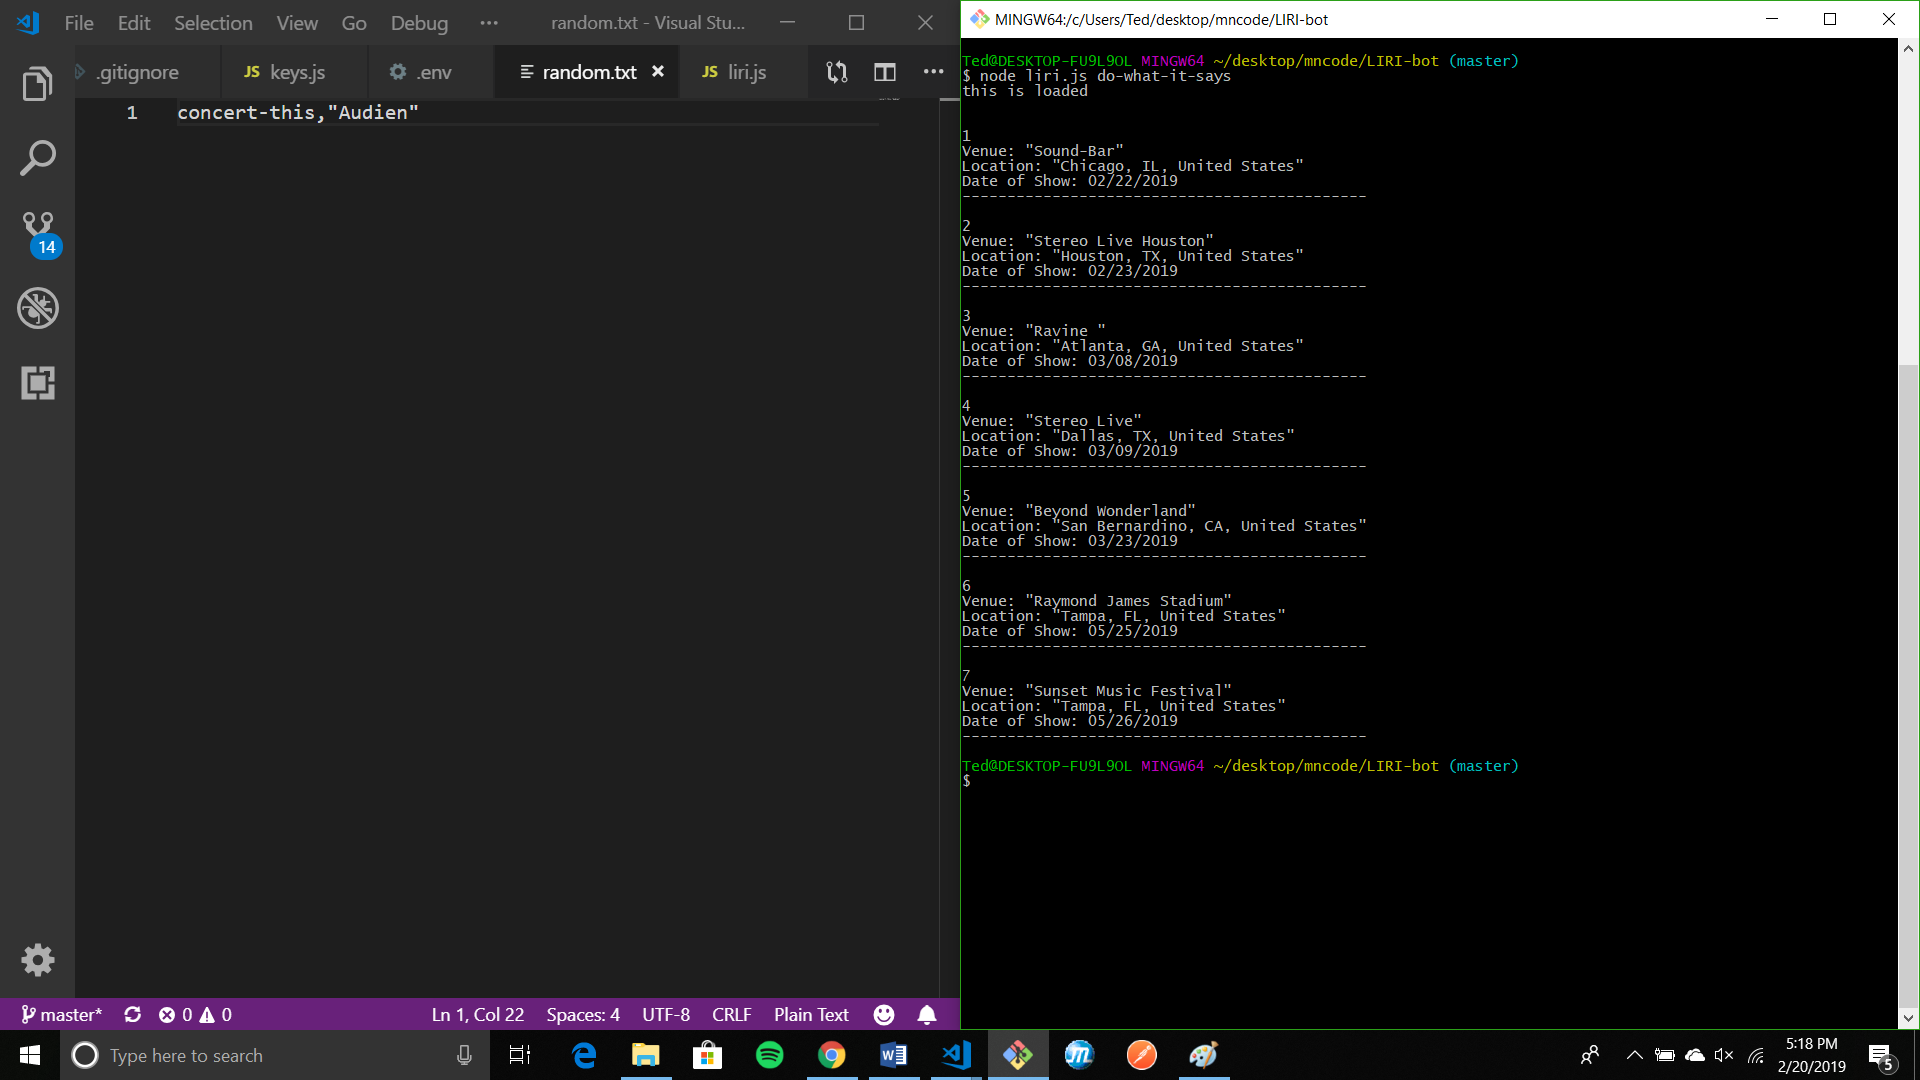 File Edit Selection View Go Debug ··· random.txt - Visual Stu...
.gitignore JS keys.js .env random.txt JS liri.js ···
1 concert-this,"Audien"
14
master* 0 0 Ln 1, Col 22 Spaces: 4 UTF-8 CRLF Plain Text
MINGW64:/c/Users/Ted/desktop/mncode/LIRI-bot
Ted@DESKTOP-FU9L9OL MINGW64 ~/desktop/mncode/LIRI-bot (master)
$ node liri.js do-what-it-says
this is loaded
1
Venue: "Sound-Bar"
Location: "Chicago, IL, United States"
Date of Show: 02/22/2019
---------------------------------------------
2
Venue: "Stereo Live Houston"
Location: "Houston, TX, United States"
Date of Show: 02/23/2019
---------------------------------------------
3
Venue: "Ravine "
Location: "Atlanta, GA, United States"
Date of Show: 03/08/2019
---------------------------------------------
4
Venue: "Stereo Live"
Location: "Dallas, TX, United States"
Date of Show: 03/09/2019
---------------------------------------------
5
Venue: "Beyond Wonderland"
Location: "San Bernardino, CA, United States"
Date of Show: 03/23/2019
---------------------------------------------
6
Venue: "Raymond James Stadium"
Location: "Tampa, FL, United States"
Date of Show: 05/25/2019
---------------------------------------------
7
Venue: "Sunset Music Festival"
Location: "Tampa, FL, United States"
Date of Show: 05/26/2019
---------------------------------------------
Ted@DESKTOP-FU9L9OL MINGW64 ~/desktop/mncode/LIRI-bot (master)
$
Type here to search
5:18 PM
2/20/2019
5